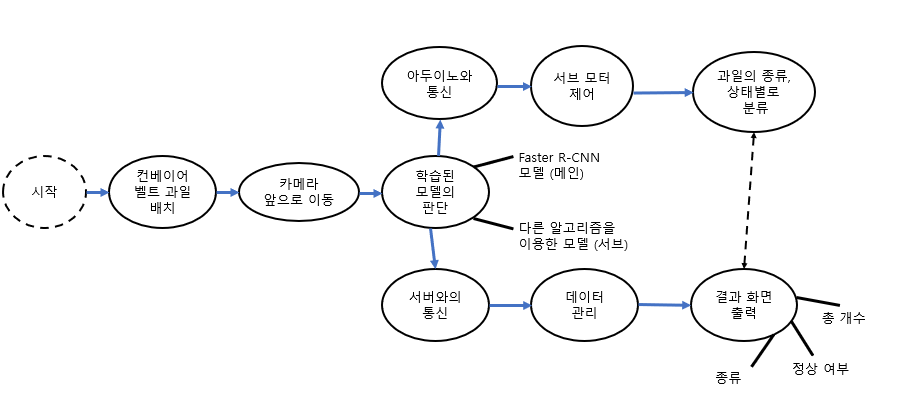 시작
컨베이어
벨트 과일
배치
카메라
앞으로 이동
학습된
모델의
판단
Faster R-CNN
모델 (메인)
다른 알고리즘을
이용한 모델 (서브)
아두이노와
통신
서브 모터
제어
과일의 종류,
상태별로
분류
서버와의
통신
데이터
관리
결과 화면
출력
총 개수
정상 여부
종류